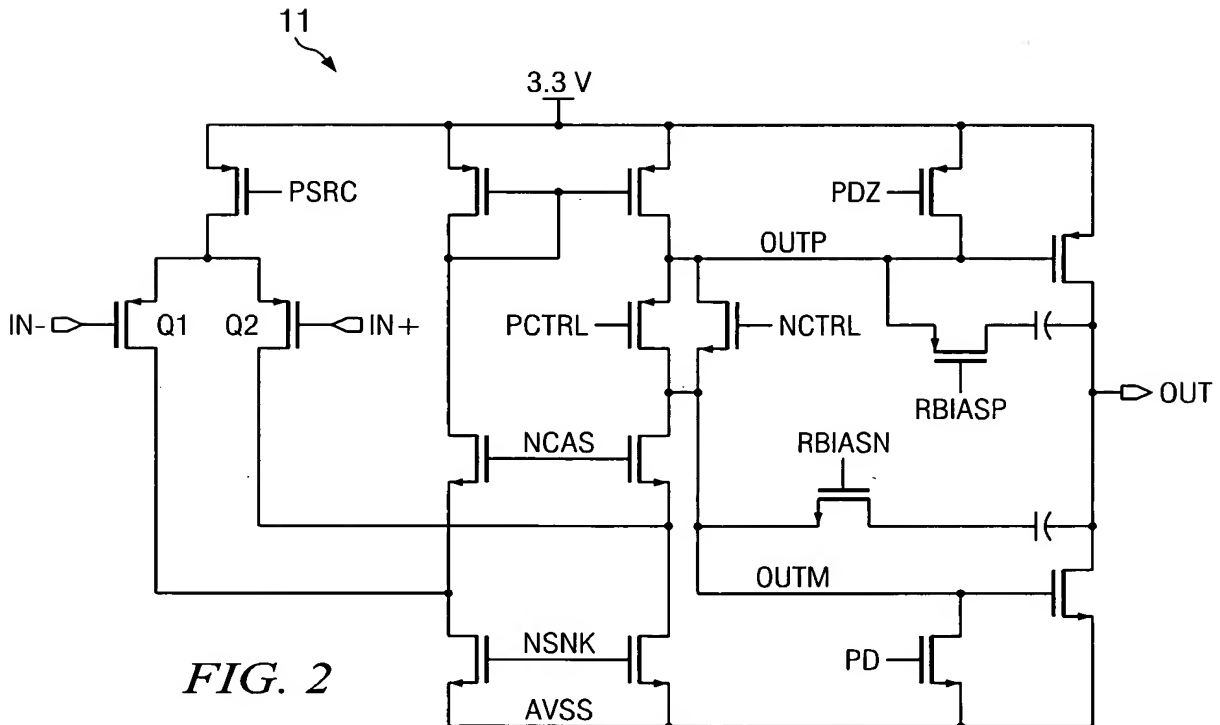 11
3.3 V
PSRC
PDZ
OUTP
IN-
Q1
Q2
IN+
PCTRL
NCTRL
RBIASP
OUT
NCAS
RBIASN
OUTM
NSNK
PD
FIG. 2
AVSS